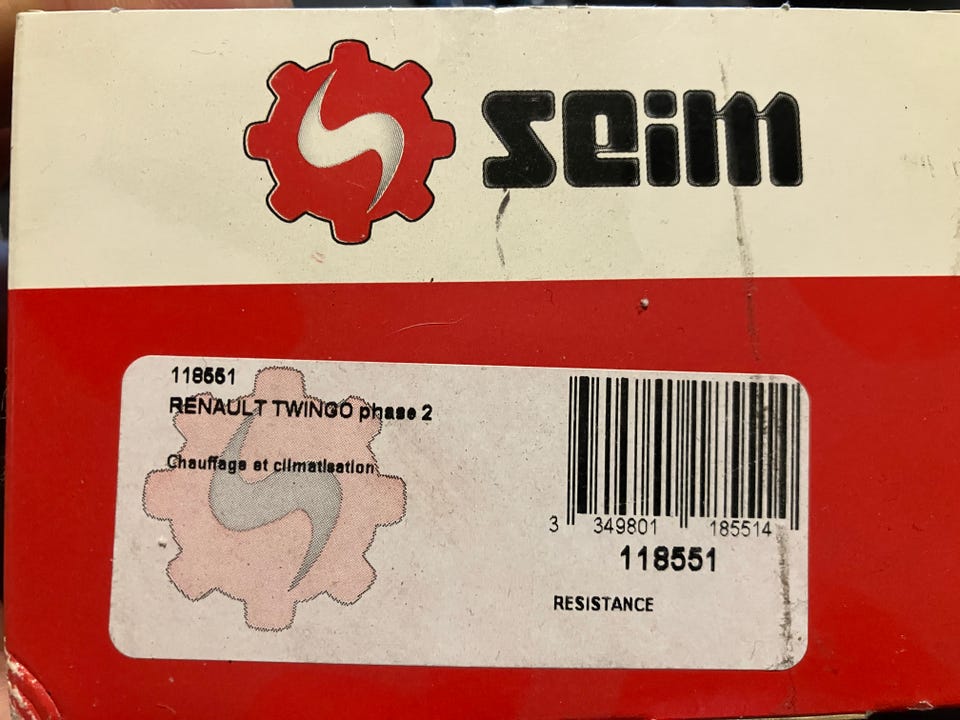 seim
118551
RENAULT TWINGO phase 2
Chauffage et climatisation
3 349801 185514
118551
RESISTANCE